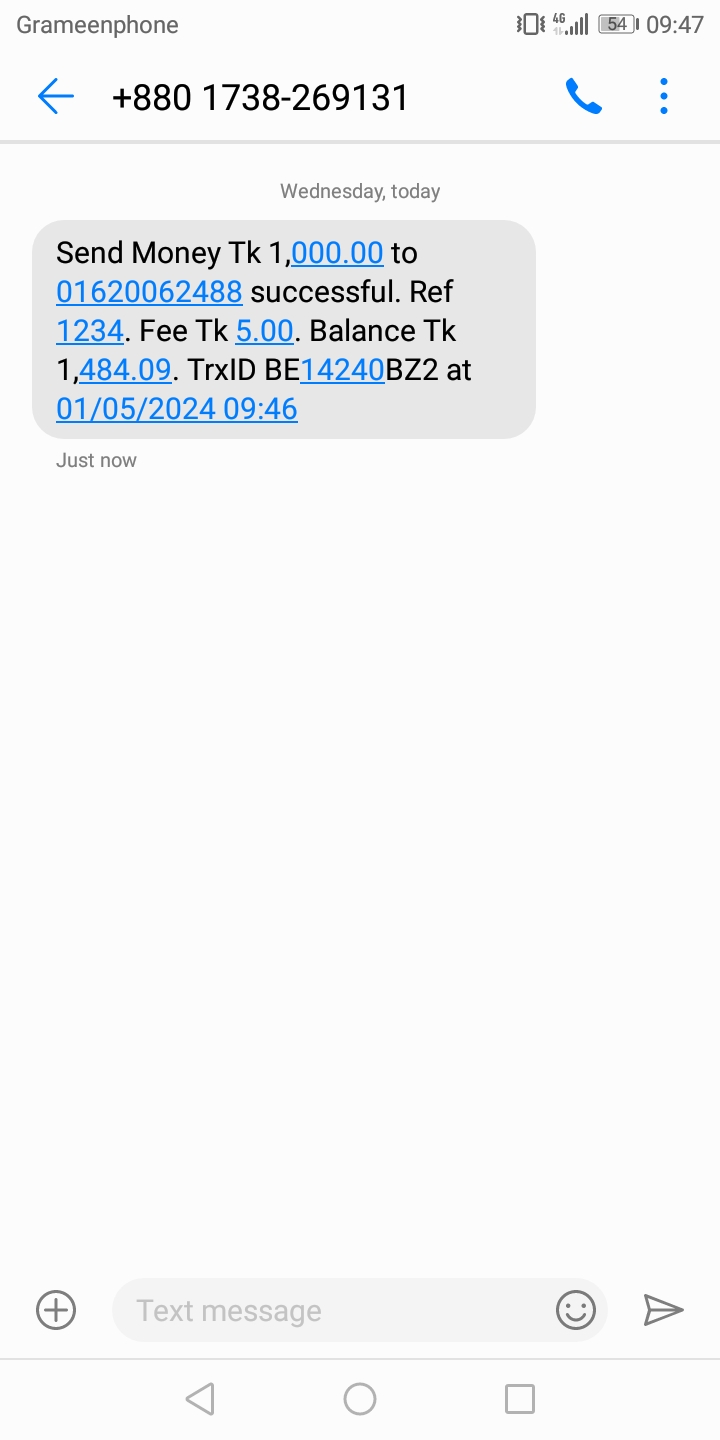 Grameenphone 4G 54 09:47
+880 1738-269131
Wednesday, today
Send Money Tk 1,000.00 to
01620062488 successful. Ref
1234. Fee Tk 5.00. Balance Tk
1,484.09. TrxID BE14240BZ2 at
01/05/2024 09:46
Just now
Text message